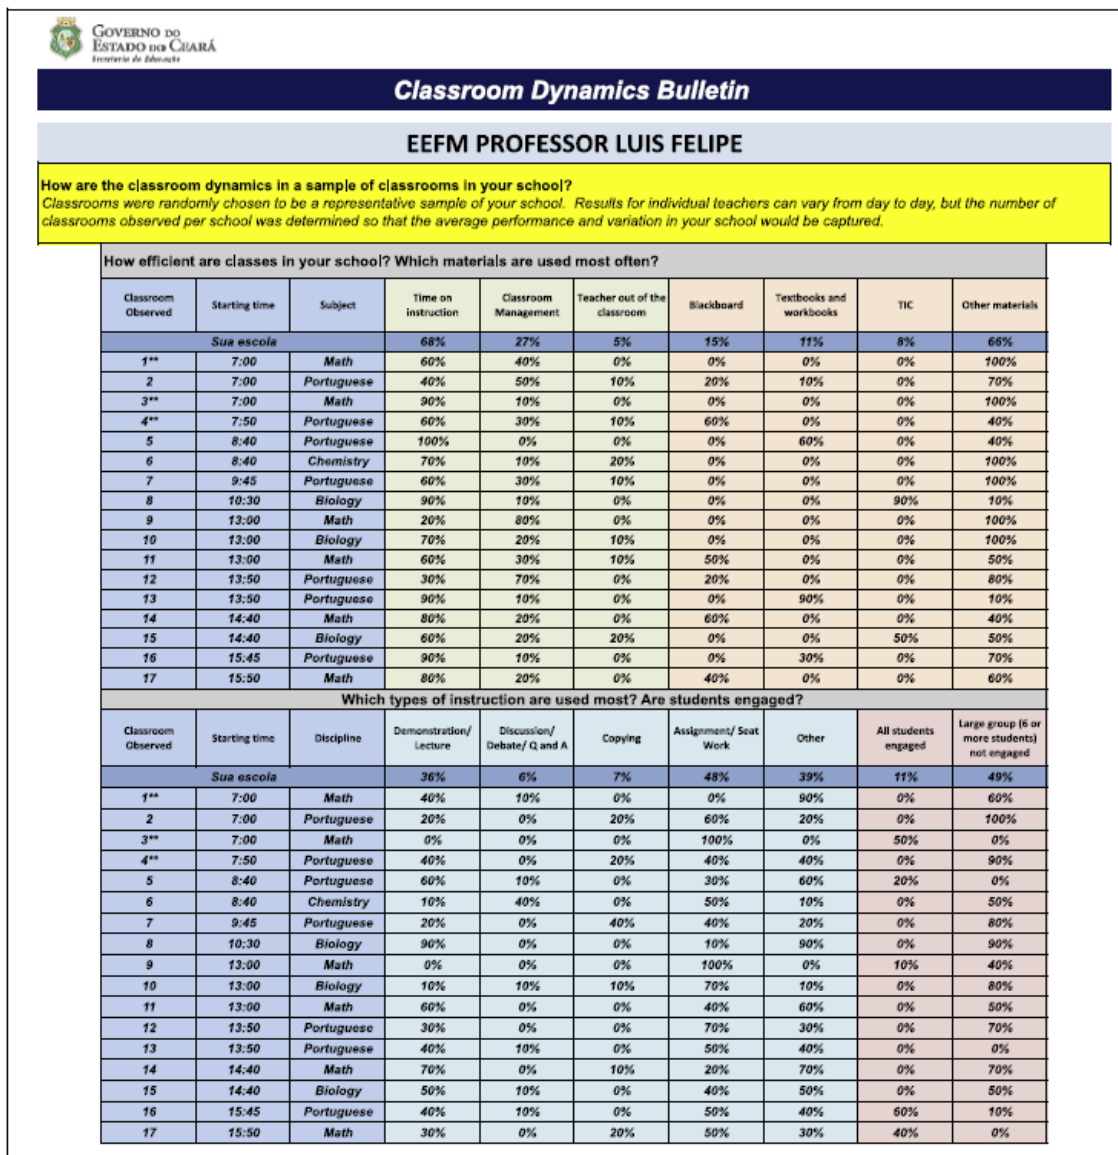 GOVERNO DO
ESTADO DO CEARÁ
Secretaria da Educação
Classroom Dynamics Bulletin
EEFM PROFESSOR LUIS FELIPE
How are the classroom dynamics in a sample of classrooms in your school?
Classrooms were randomly chosen to be a representative sample of your school. Results for individual teachers can vary from day to day, but the number of
classrooms observed per school was determined so that the average performance and variation in your school would be captured.
How efficient are classes in your school? Which materials are used most often?
Classroom Observed Starting time Subject Time on instruction Classroom Management Teacher out of the classroom Blackboard Textbooks and workbooks TIC Other materials
Sua escola 68% 27% 5% 15% 11% 8% 66%
1** 7:00 Math 60% 40% 0% 0% 0% 0% 100%
2 7:00 Portuguese 40% 50% 10% 20% 10% 0% 70%
3** 7:00 Math 90% 10% 0% 0% 0% 0% 100%
4** 7:50 Portuguese 60% 30% 10% 60% 0% 0% 40%
5 8:40 Portuguese 100% 0% 0% 0% 60% 0% 40%
6 8:40 Chemistry 70% 10% 20% 0% 0% 0% 100%
7 9:45 Portuguese 60% 30% 10% 0% 0% 0% 100%
8 10:30 Biology 90% 10% 0% 0% 0% 90% 10%
9 13:00 Math 20% 80% 0% 0% 0% 0% 100%
10 13:00 Biology 70% 20% 10% 0% 0% 0% 100%
11 13:00 Math 60% 30% 10% 50% 0% 0% 50%
12 13:50 Portuguese 30% 70% 0% 20% 0% 0% 80%
13 13:50 Portuguese 90% 10% 0% 0% 90% 0% 10%
14 14:40 Math 80% 20% 0% 60% 0% 0% 40%
15 14:40 Biology 60% 20% 20% 0% 0% 50% 50%
16 15:45 Portuguese 90% 10% 0% 0% 30% 0% 70%
17 15:50 Math 80% 20% 0% 40% 0% 0% 60%
Which types of instruction are used most? Are students engaged?
Classroom Observed Starting time Discipline Demonstration/ Lecture Discussion/ Debate/ Q and A Copying Assignment/ Seat Work Other All students engaged Large group (6 or more students) not engaged
Sua escola 36% 6% 7% 48% 39% 11% 49%
1** 7:00 Math 40% 10% 0% 0% 90% 0% 60%
2 7:00 Portuguese 20% 0% 20% 60% 20% 0% 100%
3** 7:00 Math 0% 0% 0% 100% 0% 50% 0%
4** 7:50 Portuguese 40% 0% 20% 40% 40% 0% 90%
5 8:40 Portuguese 60% 10% 0% 30% 60% 20% 0%
6 8:40 Chemistry 10% 40% 0% 50% 10% 0% 50%
7 9:45 Portuguese 20% 0% 40% 40% 20% 0% 80%
8 10:30 Biology 90% 0% 0% 10% 90% 0% 90%
9 13:00 Math 0% 0% 0% 100% 0% 10% 40%
10 13:00 Biology 10% 10% 10% 70% 10% 0% 80%
11 13:00 Math 60% 0% 0% 40% 60% 0% 50%
12 13:50 Portuguese 30% 0% 0% 70% 30% 0% 70%
13 13:50 Portuguese 40% 10% 0% 50% 40% 0% 0%
14 14:40 Math 70% 0% 10% 20% 70% 0% 70%
15 14:40 Biology 50% 10% 0% 40% 50% 0% 50%
16 15:45 Portuguese 40% 10% 0% 50% 40% 60% 10%
17 15:50 Math 30% 0% 20% 50% 30% 40% 0%